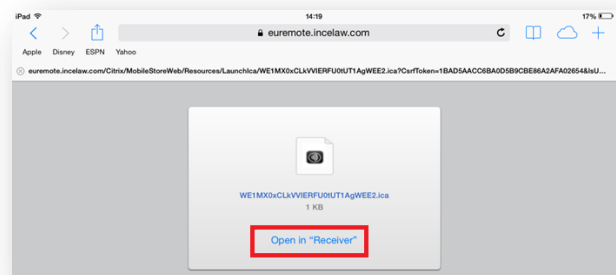 iPad 14:19 17%
euremote.incelaw.com
Apple Disney ESPN Yahoo
euremote.incelaw.com/Citrix/MobileStoreWeb/Resources/LaunchIca/WE1MX0xCLkVVIERFU0tUT1AgWEE2.ica?CsrfToken=1BAD5AACC6BA0D5B9CBE86A2AFA02654&IsU...
WE1MX0xCLkVVIERFU0tUT1AgWEE2.ica
1 KB
Open in “Receiver”